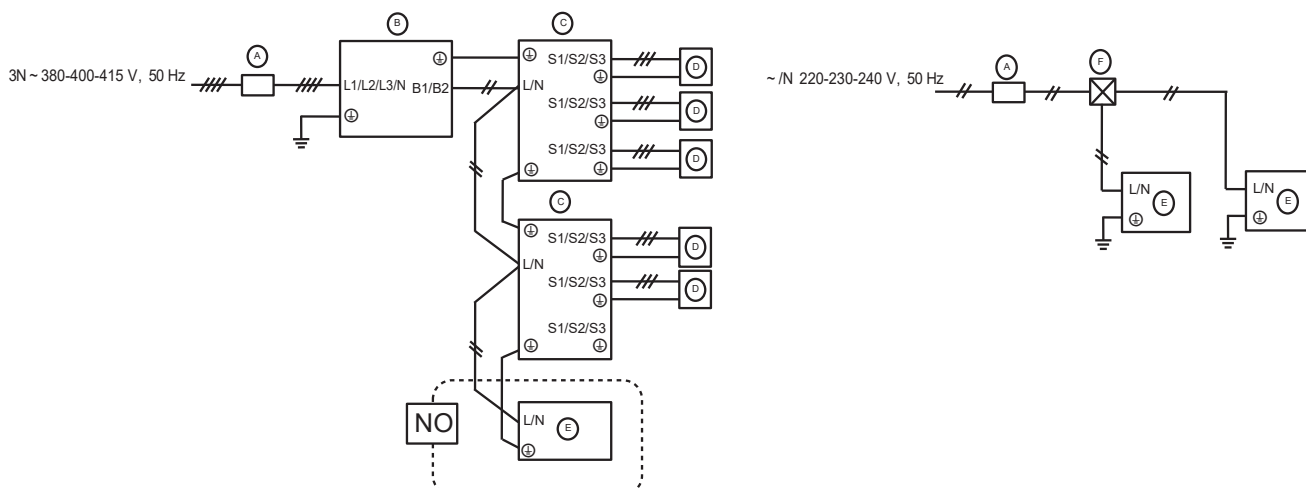 B
C
A
3N ~ 380-400-415 V, 50 Hz
L1/L2/L3/N
B1/B2
L/N
S1/S2/S3
D
S1/S2/S3
D
S1/S2/S3
D
C
L/N
S1/S2/S3
D
S1/S2/S3
D
S1/S2/S3
NO
L/N
E
A
F
~ /N 220-230-240 V, 50 Hz
L/N
E
L/N
E